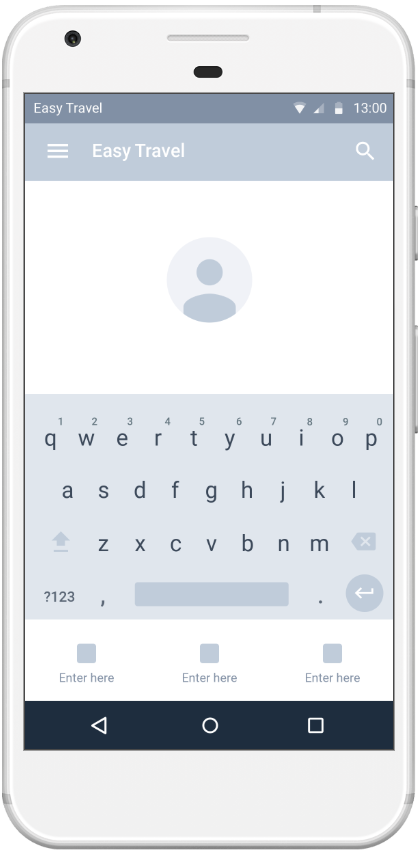 Easy Travel 13:00
Easy Travel
1 2 3 4 5 6 7 8 9 0
q w e r t y u i o p
a s d f g h j k l
z x c v b n m
?123 , .
Enter here Enter here Enter here